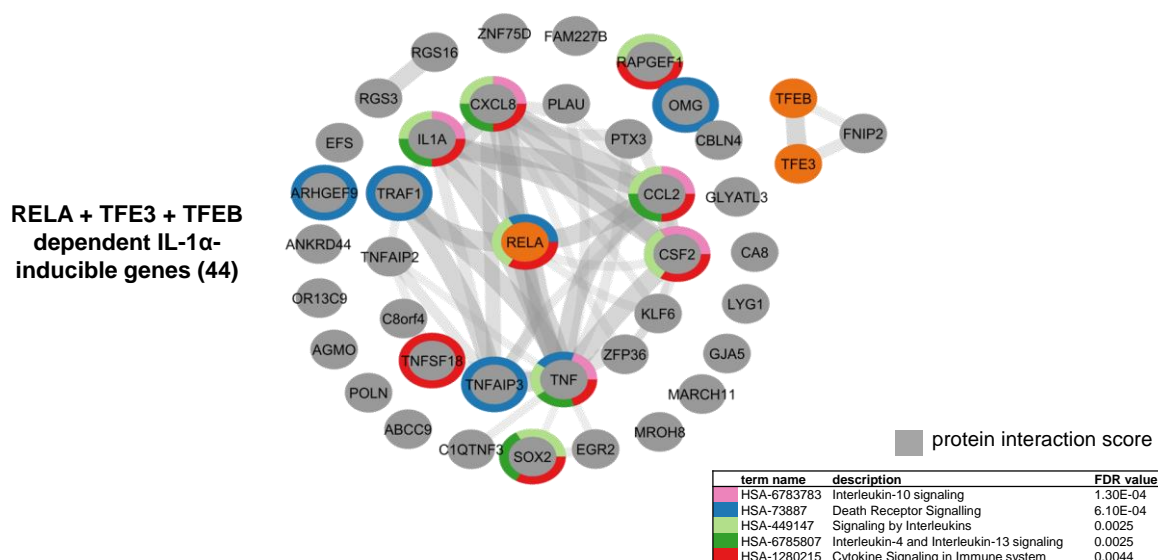 ZNF75D
FAM227B
RGS16
RAPGEF1
RGS3
CXCL8
PLAU
OMG
TFEB
IL1A
PTX3
CBLN4
FNIP2
EFS
TFE3
ARHGEF9
TRAF1
CCL2
GLYATL3
RELA + TFE3 + TFEB
dependent IL-1α-
inducible genes (44)
ANKRD44
TNFAIP2
RELA
CSF2
CA8
OR13C9
C8orf4
KLF6
LYG1
AGMO
TNFSF18
ZFP36
GJA5
POLN
TNFAIP3
TNF
MARCH11
ABCC9
C1QTNF3
SOX2
EGR2
MROH8
protein interaction score
term name description FDR value
HSA-6783783 Interleukin-10 signaling 1.30E-04
HSA-73887 Death Receptor Signalling 6.10E-04
HSA-449147 Signaling by Interleukins 0.0025
HSA-6785807 Interleukin-4 and Interleukin-13 signaling 0.0025
HSA-1280215 Cytokine Signaling in Immune system 0.0044